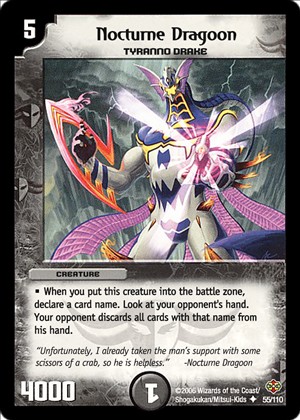 5
Nocturne Dragoon
TYRANNO DRAKE
CREATURE
▪ When you put this creature into the battle zone,
declare a card name. Look at your opponent's hand.
Your opponent discards all cards with that name from
his hand.
"Unfortunately, I already taken the man's support with some
scissors of a crab, so he is helpless." -Nocturne Dragoon
4000
1
©2006 Wizards of the Coast/
Shogakukan/Mitsui-Kids ✦ 55/110